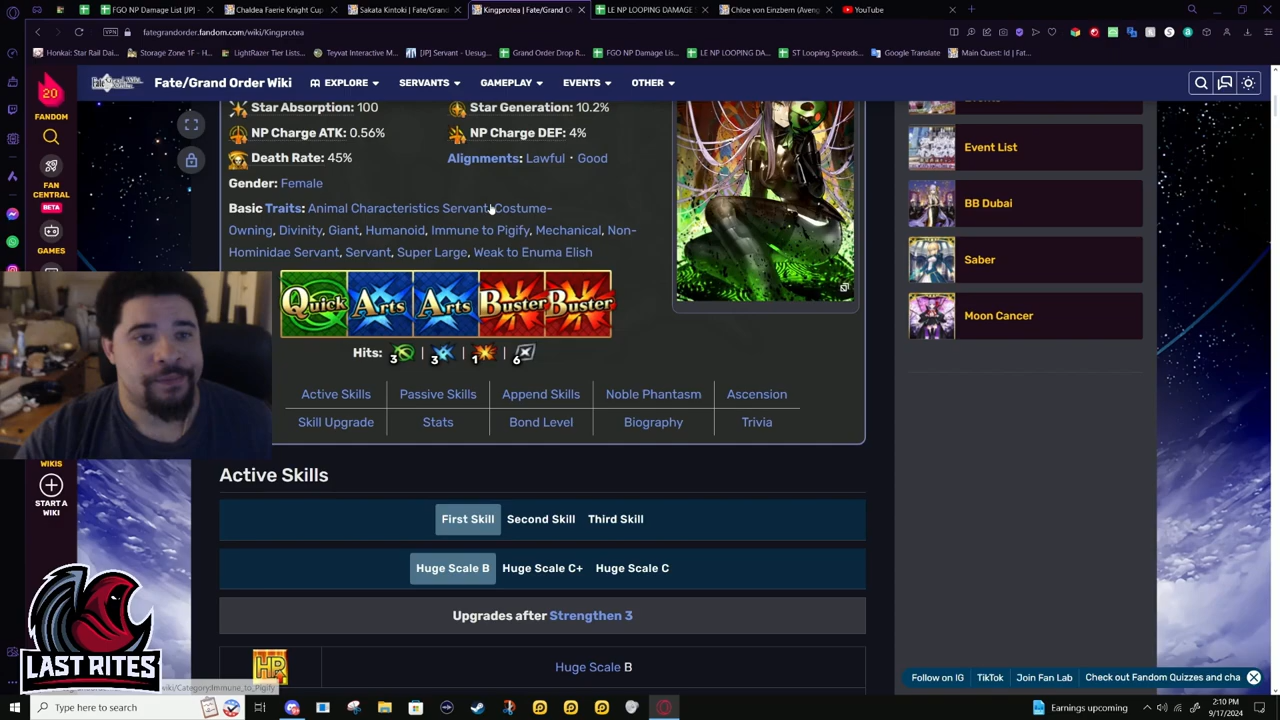 FGO NP Damage List [JP] -
Chaldea Faerie Knight Cup
Sakata Kintoki | Fate/Grand
Kingprotea | Fate/Grand Or
LE NP LOOPING DAMAGE
Chloe von Einzbern (Aveng
YouTube
VPN
fategrandorder.fandom.com/wiki/Kingprotea
Honkai: Star Rail Dai...
Storage Zone 1F - H...
LightRazer Tier Lists...
Teyvat Interactive M...
[JP] Servant - Uesug...
Grand Order Drop R...
FGO NP Damage Lis...
LE NP LOOPING DA...
ST Looping Spreads...
Google Translate
Main Quest: Id | Fat...
20
FANDOM
Fate/Grand Order Wiki
EXPLORE
SERVANTS
GAMEPLAY
EVENTS
OTHER
Star Absorption: 100
Star Generation: 10.2%
NP Charge ATK: 0.56%
NP Charge DEF: 4%
Death Rate: 45%
Alignments: Lawful · Good
Gender: Female
Basic Traits: Animal Characteristics Servant, Costume-
Owning, Divinity, Giant, Humanoid, Immune to Pigify, Mechanical, Non-
Hominidae Servant, Servant, Super Large, Weak to Enuma Elish
Quick Arts Arts Buster Buster
Hits: 3 | 3 | 1 | 6
Active Skills
Passive Skills
Append Skills
Noble Phantasm
Ascension
Skill Upgrade
Stats
Bond Level
Biography
Trivia
Event List
BB Dubai
Saber
Moon Cancer
FAN
CENTRAL
BETA
GAMES
WIKIS
START A
WIKI
Active Skills
First Skill
Second Skill
Third Skill
Huge Scale B
Huge Scale C+
Huge Scale C
Upgrades after Strengthen 3
Huge Scale B
LAST RITES
wiki/Category:Immune_to_Pigify
Follow on IG
TikTok
Join Fan Lab
Check out Fandom Quizzes and cha
Type here to search
Earnings upcoming
2:10 PM
9/17/2024